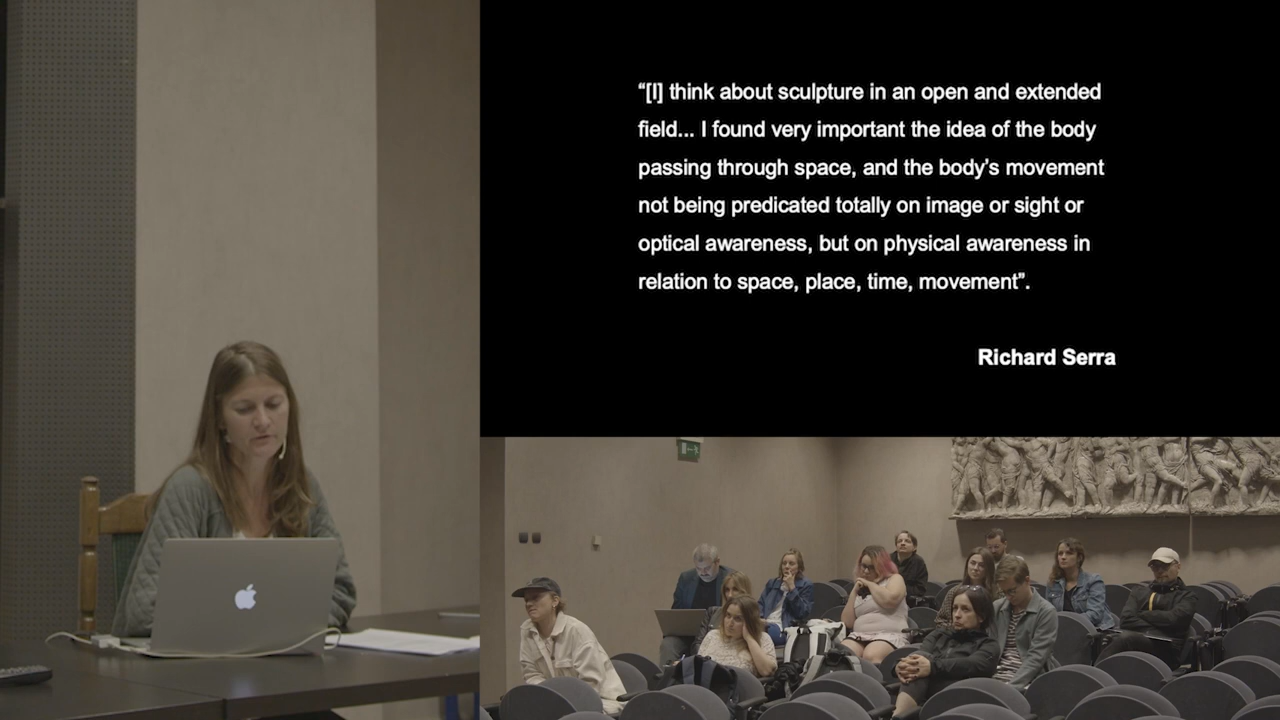 “[I] think about sculpture in an open and extended
field... I found very important the idea of the body
passing through space, and the body’s movement
not being predicated totally on image or sight or
optical awareness, but on physical awareness in
relation to space, place, time, movement”.
Richard Serra